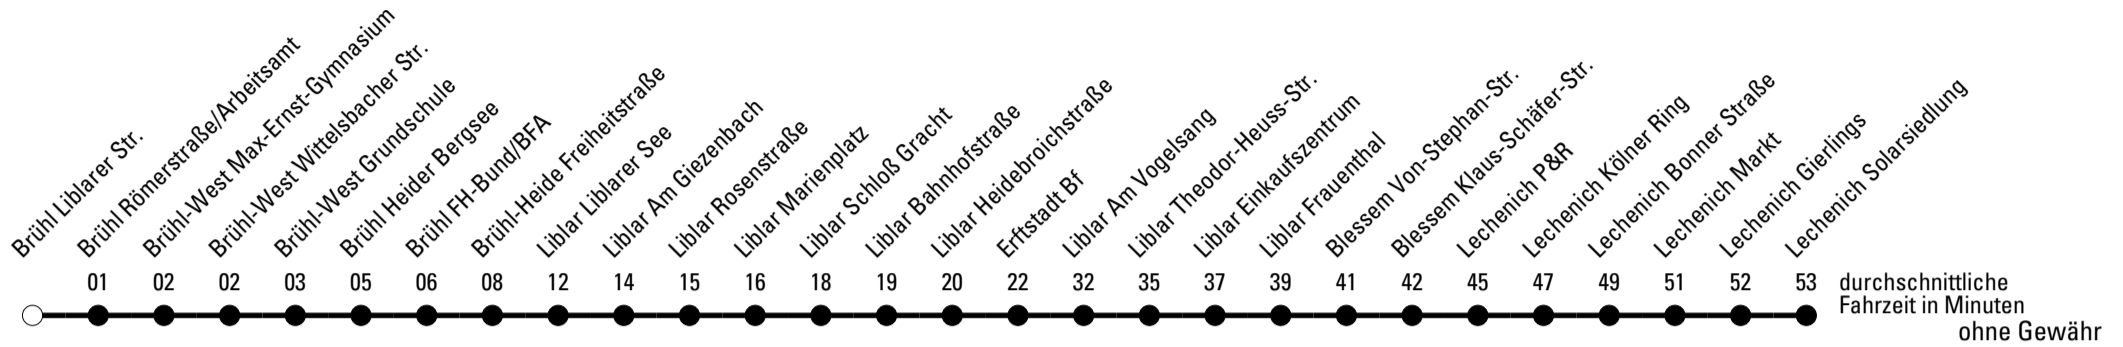 Brühl Liblarer Str.
Brühl Römerstraße/Arbeitsamt
Brühl-West Max-Ernst-Gymnasium
Brühl-West Wittelsbacher Str.
Brühl-West Grundschule
Brühl Heider Bergsee
Brühl FH-Bund/BFA
Brühl-Heide Freiheitstraße
Liblar Liblarer See
Liblar Am Giezenbach
Liblar Rosenstraße
Liblar Marienplatz
Liblar Schloß Gracht
Liblar Bahnhofstraße
Liblar Heidebroichstraße
Erftstadt Bf
Liblar Am Vogelsang
Liblar Theodor-Heuss-Str.
Liblar Einkaufszentrum
Liblar Frauenthal
Blessem Von-Stephan-Str.
Blessem Klaus-Schäfer-Str.
Lechenich P&R
Lechenich Kölner Ring
Lechenich Bonner Straße
Lechenich Markt
Lechenich Gierlings
Lechenich Solarsiedlung
01 02 02 03 05 06 08 12 14 15 16 18 19 20 22 32 35 37 39 41 42 45 47 49 51 52 53 durchschnittliche
Fahrzeit in Minuten
ohne Gewähr